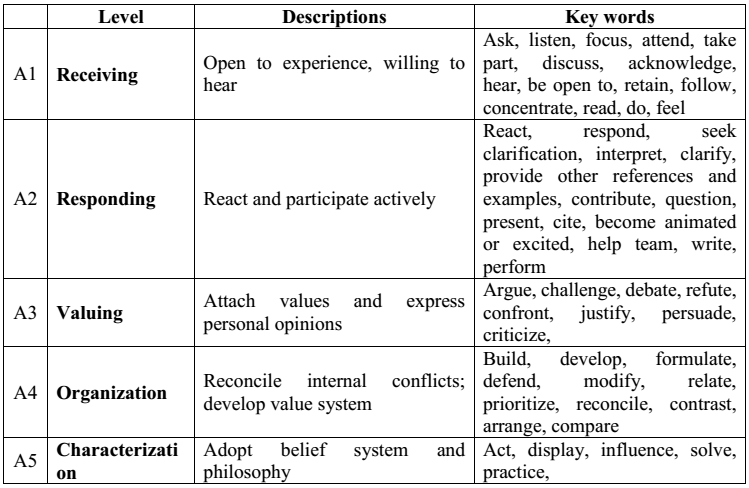 Level Descriptions Key words
A1 Receiving Open to experience, willing to hear Ask, listen, focus, attend, take
part, discuss, acknowledge,
hear, be open to, retain, follow,
concentrate, read, do, feel
A2 Responding React and participate actively React, respond, seek
clarification, interpret, clarify,
provide other references and
examples, contribute, question,
present, cite, become animated
or excited, help team, write,
perform
A3 Valuing Attach values and express
personal opinions
Argue, challenge, debate, refute,
confront, justify, persuade,
criticize,
A4 Organization Reconcile internal conflicts;
develop value system
Build, develop, formulate,
defend, modify, relate,
prioritize, reconcile, contrast,
arrange, compare
A5 Characterizati
on
Adopt belief system and
philosophy
Act, display, influence, solve,
practice,